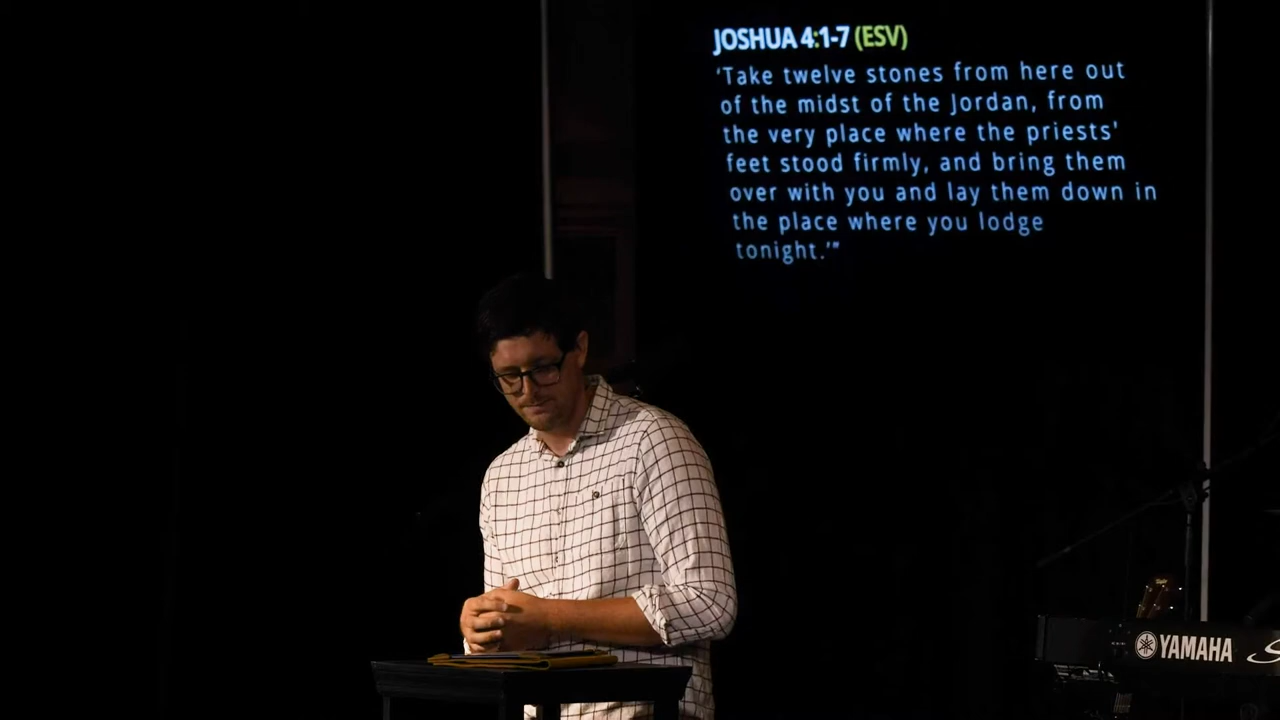 JOSHUA 4:1-7 (ESV)
‘Take twelve stones from here out
of the midst of the Jordan, from
the very place where the priests'
feet stood firmly, and bring them
over with you and lay them down in
the place where you lodge
tonight.’”
YAMAHA